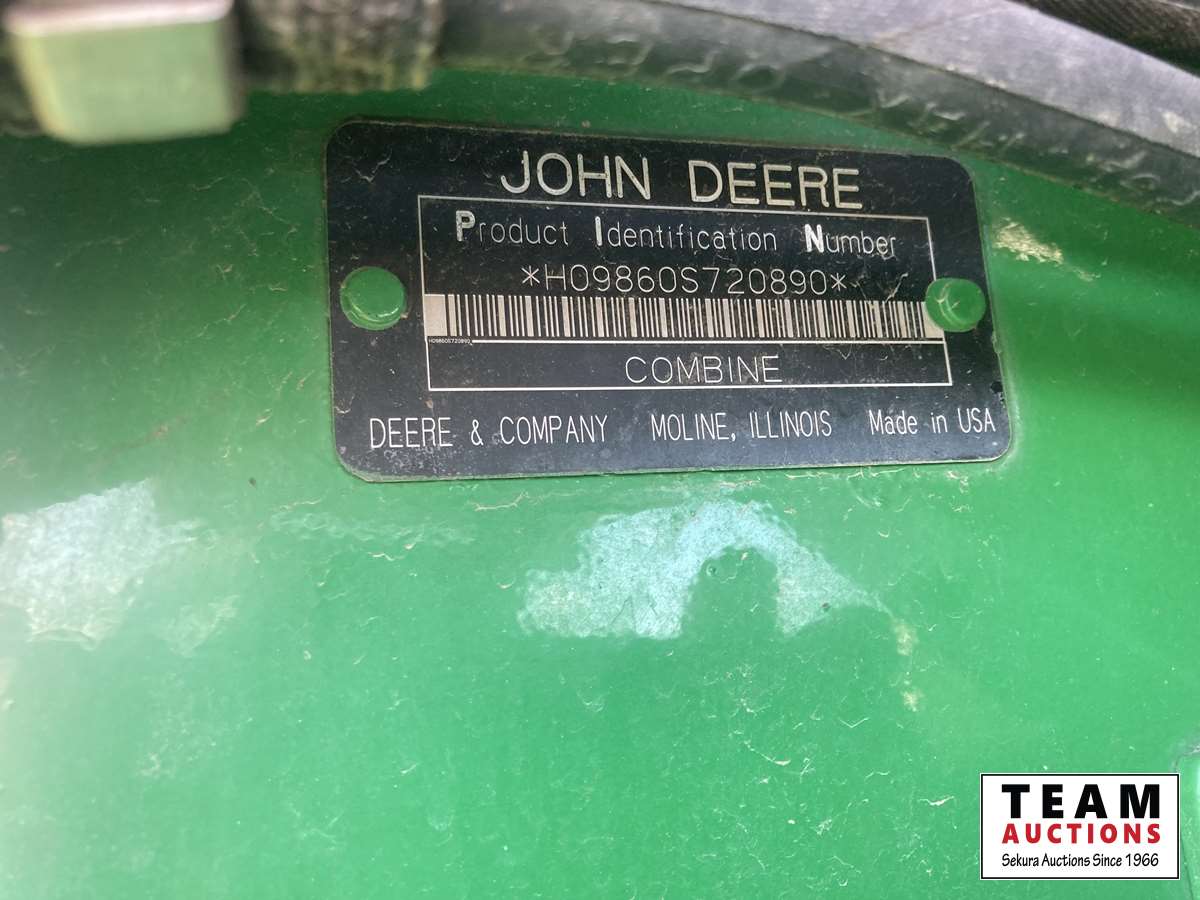 JOHN DEERE
Product Identification Number
*H09860S720890*
H09860S720890
COMBINE
DEERE & COMPANY MOLINE, ILLINOIS Made in USA
TEAM
AUCTIONS
Sekura Auctions Since 1966